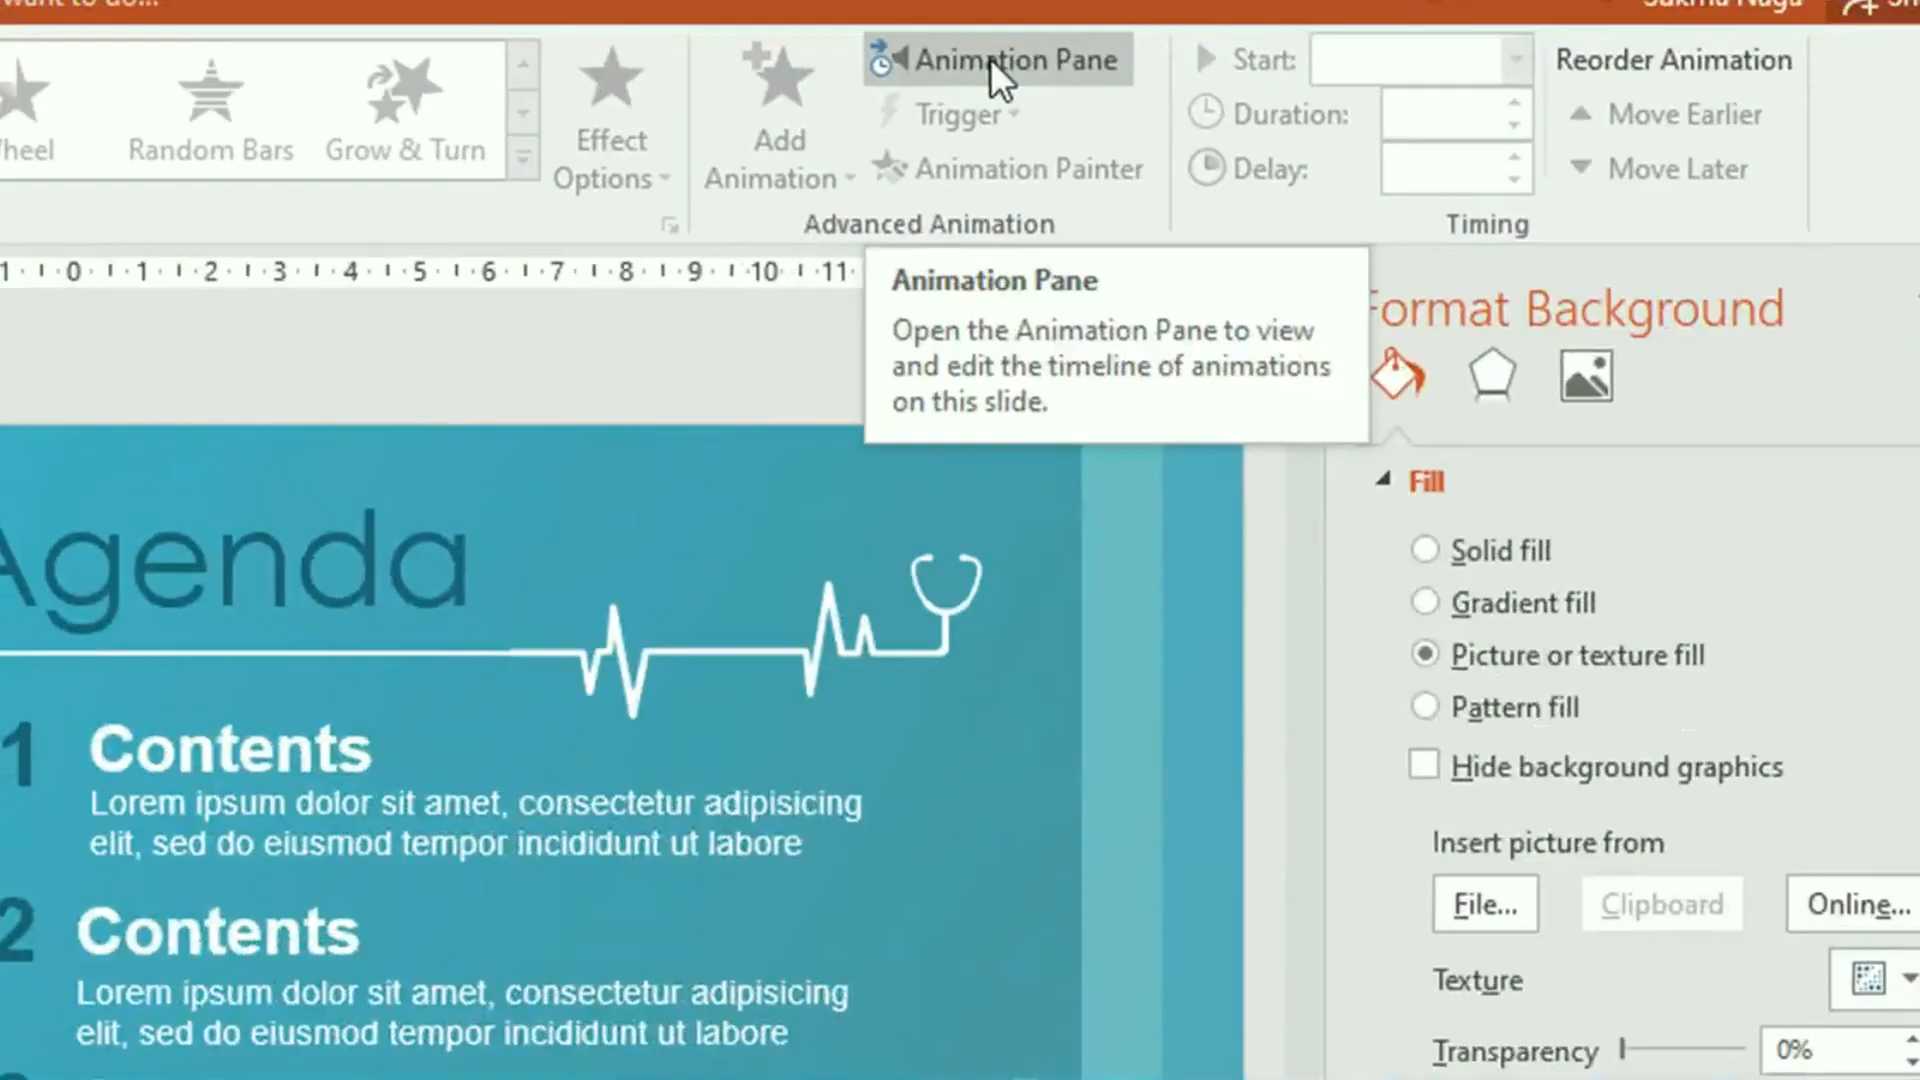 want to do...
Sukma Naga
Animation Pane
Start:
Reorder Animation
Trigger
Duration:
Move Earlier
Effect
Options
Add
Animation
Random Bars
Grow & Turn
Animation Painter
Delay:
Move Later
Advanced Animation
Timing
1 0 1 2 3 4 5 6 7 8 9 10 11
Animation Pane
Open the Animation Pane to view
and edit the timeline of animations
on this slide.
Format Background
Fill
Solid fill
Gradient fill
Picture or texture fill
Pattern fill
Hide background graphics
Insert picture from
File...
Clipboard
Online...
Texture
Transparency
0%
Agenda
1
Contents
Lorem ipsum dolor sit amet, consectetur adipisicing
elit, sed do eiusmod tempor incididunt ut labore
2
Contents
Lorem ipsum dolor sit amet, consectetur adipisicing
elit, sed do eiusmod tempor incididunt ut labore